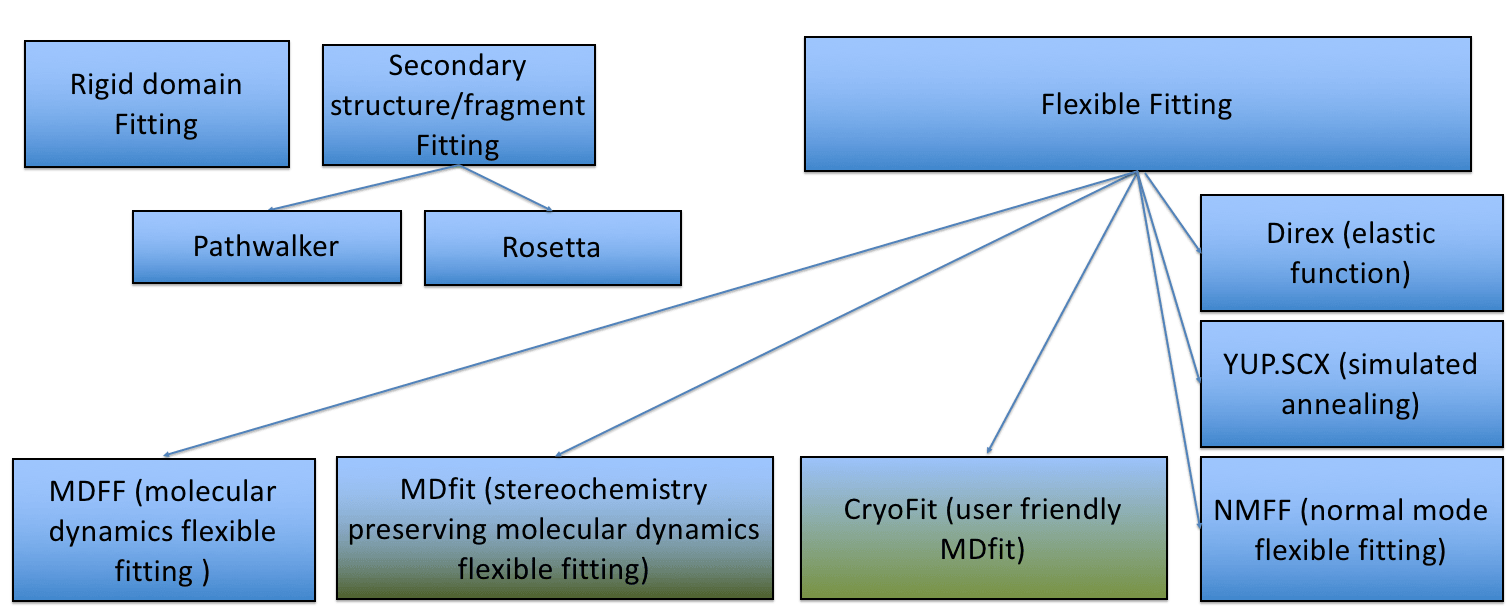 Rigid domain
Fitting
Secondary
structure/fragment
Fitting
Flexible Fitting
Pathwalker
Rosetta
Direx (elastic
function)
YUP.SCX (simulated
annealing)
MDFF (molecular
dynamics flexible
fitting )
MDfit (stereochemistry
preserving molecular dynamics
flexible fitting)
CryoFit (user friendly
MDfit)
NMFF (normal mode
flexible fitting)